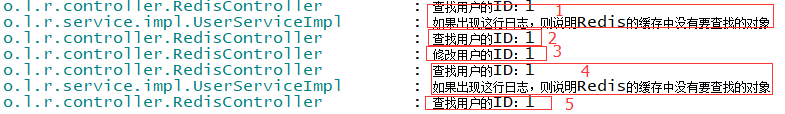 o.l.r.controller.RedisController : 查找用户的ID:1 1
o.l.r.service.impl.UserServiceImpl : 如果出现这行日志,则说明Redis的缓存中没有要查找的对象
o.l.r.controller.RedisController : 查找用户的ID:1 2
o.l.r.controller.RedisController : 修改用户的ID:1 3
o.l.r.controller.RedisController : 查找用户的ID:1 4
o.l.r.service.impl.UserServiceImpl : 如果出现这行日志,则说明Redis的缓存中没有要查找的对象
o.l.r.controller.RedisController : 查找用户的ID:1 5